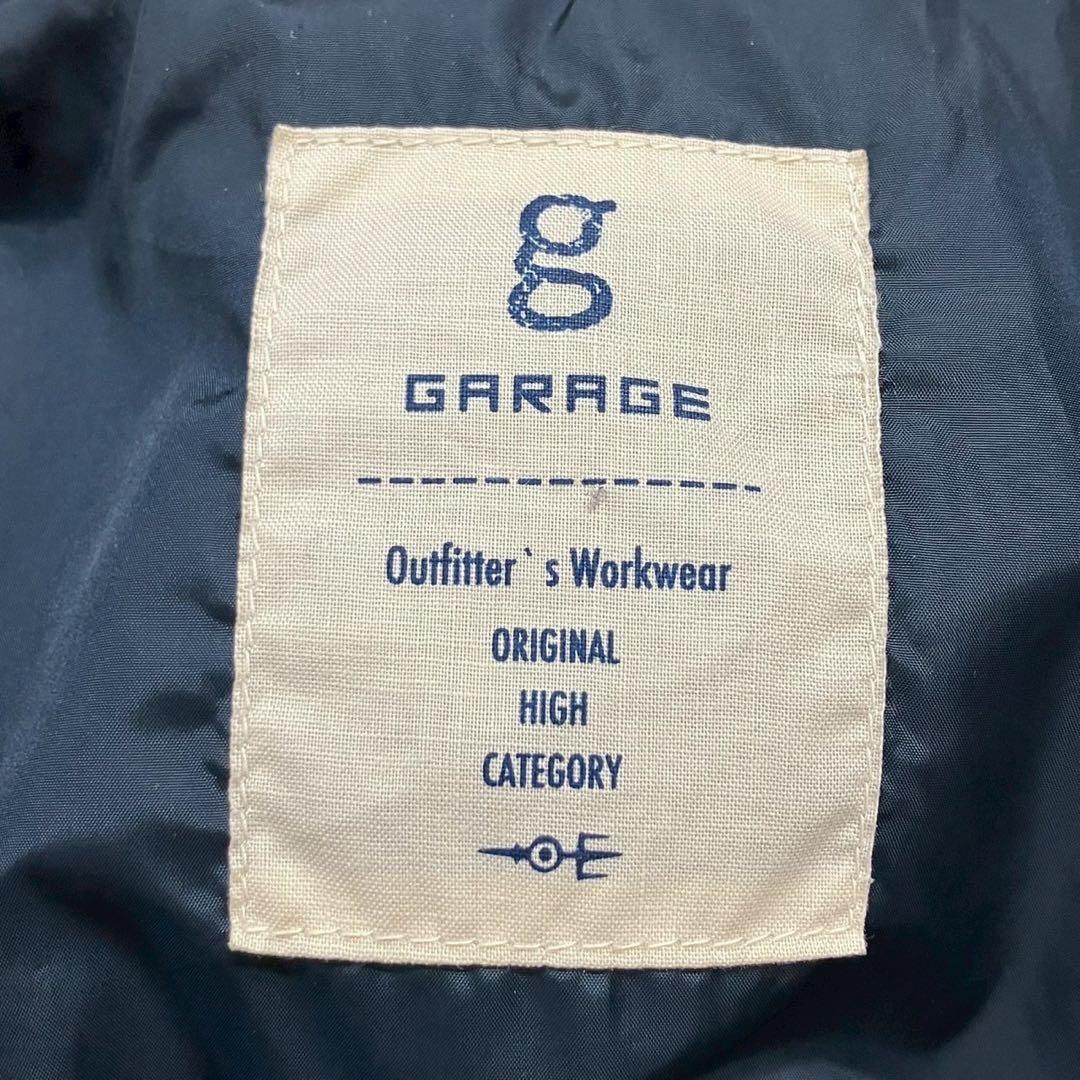 g
GARAGE
Outfitter`s Workwear
ORIGINAL
HIGH
CATEGORY
E